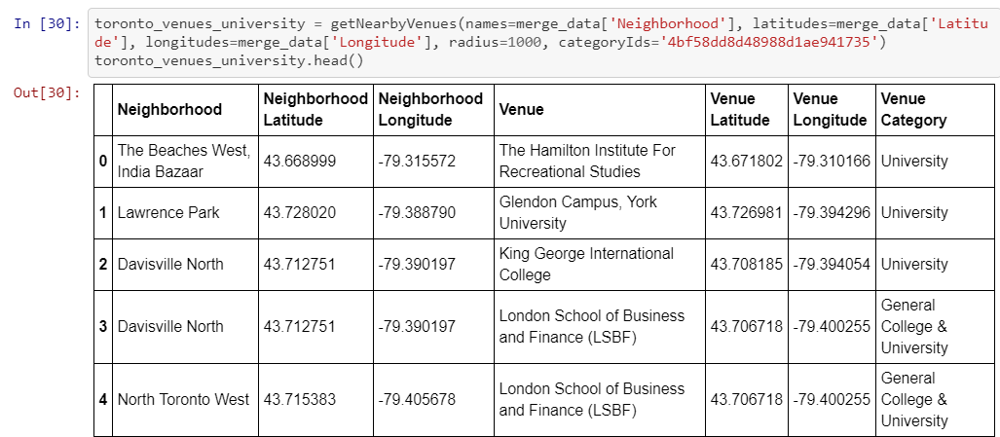 In [30]: toronto_venues_university = getNearbyVenues(names=merge_data['Neighborhood'], latitudes=merge_data['Latitu
de'], longitudes=merge_data['Longitude'], radius=1000, categoryIds='4bf58dd8d48988d1ae941735')
toronto_venues_university.head()
Out[30]:
Neighborhood Neighborhood Latitude Neighborhood Longitude Venue Venue Latitude Venue Longitude Venue Category
0 The Beaches West, India Bazaar 43.668999 -79.315572 The Hamilton Institute For Recreational Studies 43.671802 -79.310166 University
1 Lawrence Park 43.728020 -79.388790 Glendon Campus, York University 43.726981 -79.394296 University
2 Davisville North 43.712751 -79.390197 King George International College 43.708185 -79.394054 University
3 Davisville North 43.712751 -79.390197 London School of Business and Finance (LSBF) 43.706718 -79.400255 General College & University
4 North Toronto West 43.715383 -79.405678 London School of Business and Finance (LSBF) 43.706718 -79.400255 General College & University